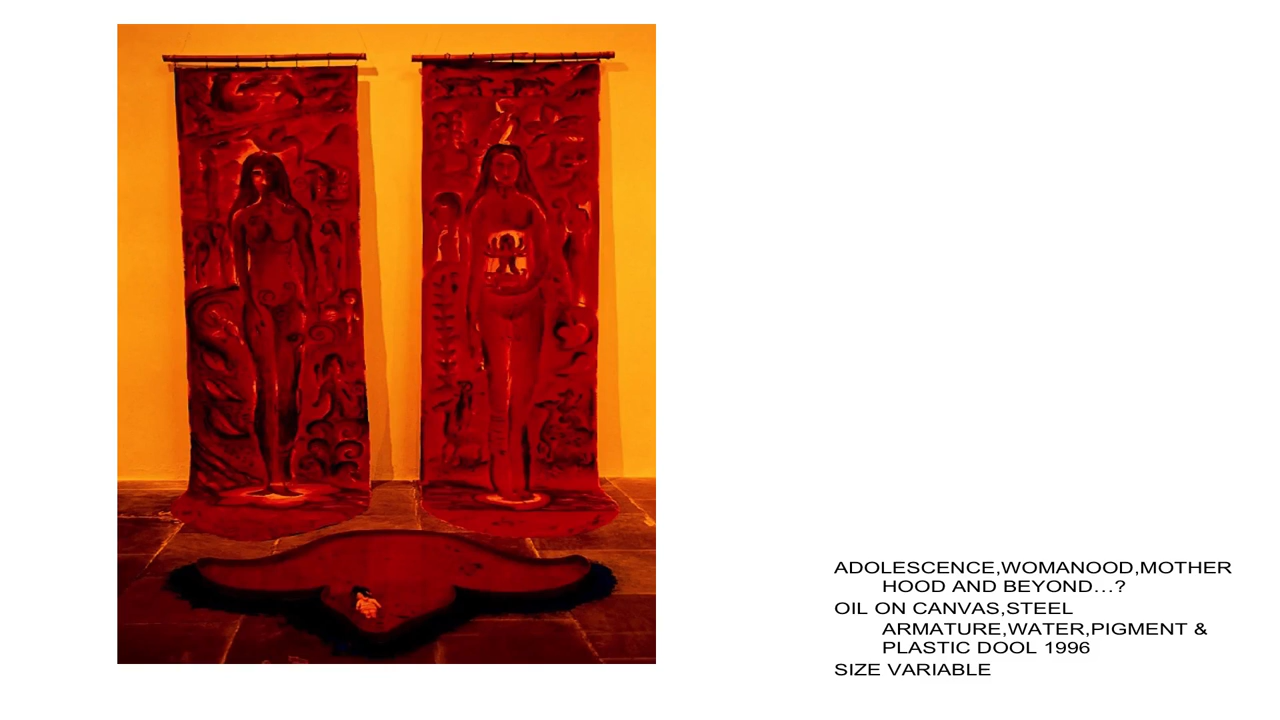 ADOLESCENCE,WOMANOOD,MOTHER
HOOD AND BEYOND...?
OIL ON CANVAS,STEEL
ARMATURE,WATER,PIGMENT &
PLASTIC DOOL 1996
SIZE VARIABLE